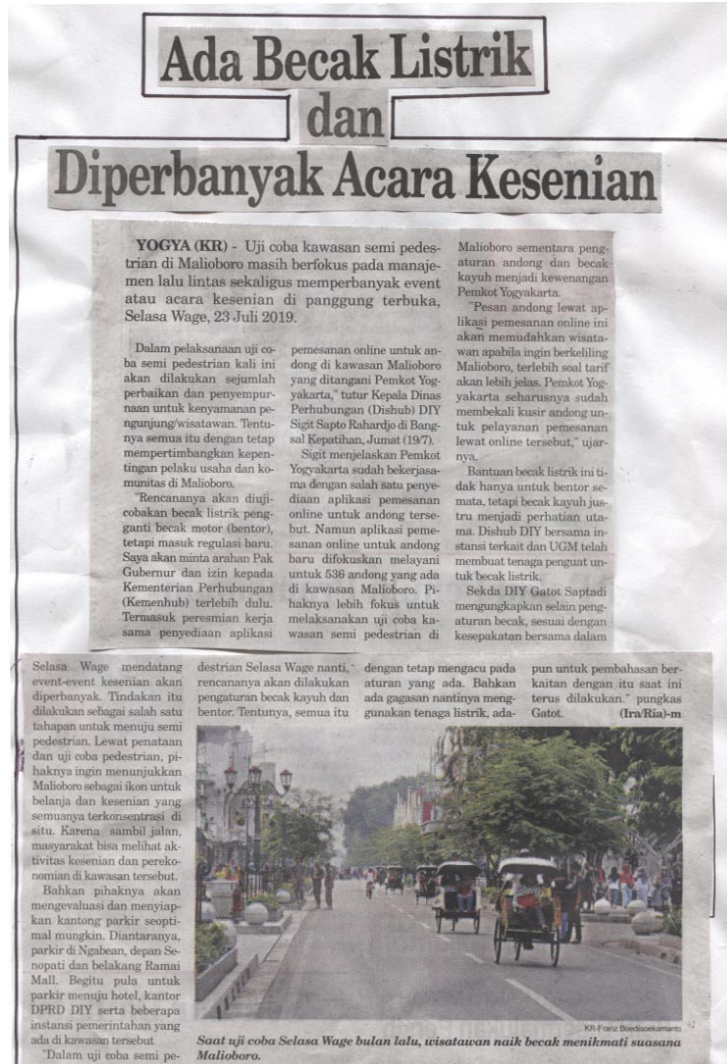 Ada Becak Listrik
dan
Diperbanyak Acara Kesenian
YOGYA (KR) - Uji coba kawasan semi pedes-
trian di Malioboro masih berfokus pada manaje-
men lalu lintas sekaligus memperbanyak event
atau acara kesenian di panggung terbuka,
Selasa Wage, 23 Juli 2019.
Dalam pelaksanaan uji co-
ba semi pedestrian kali ini
akan dilakukan sejumlah
perbaikan dan penyempur-
naan untuk kenyamanan pe-
ngunjung/wisatawan. Tentu-
nya semua itu dengan tetap
mempertimbangkan kepen-
tingan pelaku usaha dan ko-
munitas di Malioboro.
"Rencananya akan diuji-
cobakan becak listrik peng-
ganti becak motor (bentor),
tetapi masuk regulasi baru.
Saya akan minta arahan Pak
Gubernur dan izin kepada
Kementerian Perhubungan
(Kemenhub) terlebih dulu.
Termasuk peresmian kerja
sama penyediaan aplikasi
pemesanan online untuk an-
dong di kawasan Malioboro
yang ditangani Pemkot Yog-
yakarta," tutur Kepala Dinas
Perhubungan (Dishub) DIY
Sigit Sapto Rahardjo di Bang-
sal Kepatihan, Jumat (19/7).
Sigit menjelaskan Pemkot
Yogyakarta sudah bekerjasa-
ma dengan salah satu penye-
diaan aplikasi pemesanan
online untuk andong terse-
but. Namun aplikasi peme-
sanan online untuk andong
baru difokuskan melayani
untuk 536 andong yang ada
di kawasan Malioboro. Pi-
haknya lebih fokus untuk
melaksanakan uji coba ka-
wasan semi pedestrian di
Malioboro sementara peng-
aturan andong dan becak
kayuh menjadi kewenangan
Pemkot Yogyakarta.
"Pesan andong lewat ap-
likasi pemesanan online ini
akan memudahkan wisata-
wan apabila ingin berkeliling
Malioboro, terlebih soal tarif
akan lebih jelas. Pemkot Yog-
yakarta seharusnya sudah
membekali kusir andong un-
tuk pelayanan pemesanan
lewat online tersebut," ujar-
nya.
Bantuan becak listrik ini ti-
dak hanya untuk bentor se-
mata, tetapi becak kayuh jus-
tru menjadi perhatian uta-
ma. Dishub DIY bersama in-
stansi terkait dan UGM telah
membuat tenaga penguat un-
tuk becak listrik.
Sekda DIY Gatot Saptadi
mengungkapkan selain peng-
aturan becak, sesuai dengan
kesepakatan bersama dalam
Selasa Wage mendatang
event-event kesenian akan
diperbanyak. Tindakan itu
dilakukan sebagai salah satu
tahapan untuk menuju semi
pedestrian. Lewat penataan
dan uji coba pedestrian, pi-
haknya ingin menunjukkan
Malioboro sebagai ikon untuk
belanja dan kesenian yang
semuanya terkonsentrasi di
situ. Karena sambil jalan,
masyarakat bisa melihat ak-
tivitas kesenian dan pereko-
nomian di kawasan tersebut.
Bahkan pihaknya akan
mengevaluasi dan menyiap-
kan kantong parkir seopti-
mal mungkin. Diantaranya,
parkir di Ngabean, depan Se-
nopati dan belakang Ramai
Mall. Begitu pula untuk
parkir menuju hotel, kantor
DPRD DIY serta beberapa
instansi pemerintahan yang
ada di kawasan tersebut
"Dalam uji coba semi pe-
destrian Selasa Wage nanti,
rencananya akan dilakukan
pengaturan becak kayuh dan
bentor. Tentunya, semua itu
dengan tetap mengacu pada
aturan yang ada. Bahkan
ada gagasan nantinya meng-
gunakan tenaga listrik, ada-
pun untuk pembahasan ber-
kaitan dengan itu saat ini
terus dilakukan." pungkas
Gatot. (Ira/Ria)-m
KR-Franz Boedisoekarnanto
Saat uji coba Selasa Wage bulan lalu, wisatawan naik becak menikmati suasana
Malioboro.